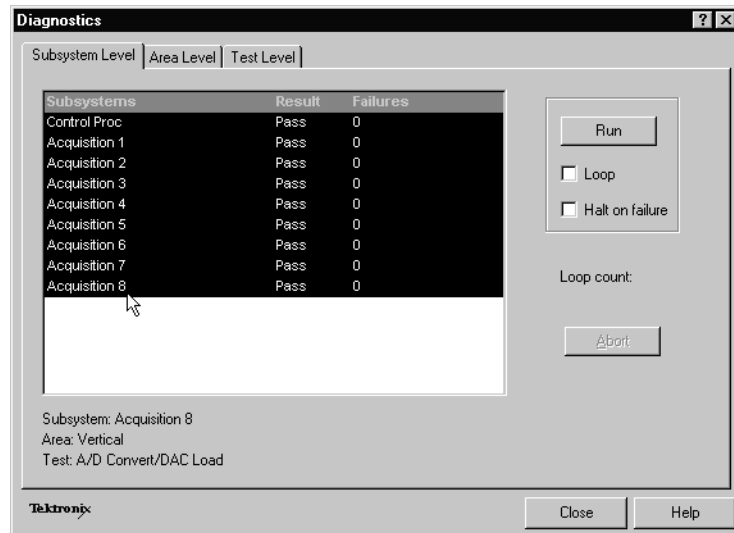 Diagnostics
Subsystem Level Area Level Test Level
Subsystems Result Failures
Control Proc Pass 0
Acquisition 1 Pass 0
Acquisition 2 Pass 0
Acquisition 3 Pass 0
Acquisition 4 Pass 0
Acquisition 5 Pass 0
Acquisition 6 Pass 0
Acquisition 7 Pass 0
Acquisition 8 Pass 0
Run
Loop
Halt on failure
Loop count:
Abort
Subsystem: Acquisition 8
Area: Vertical
Test: A/D Convert/DAC Load
Tektronix
Close Help